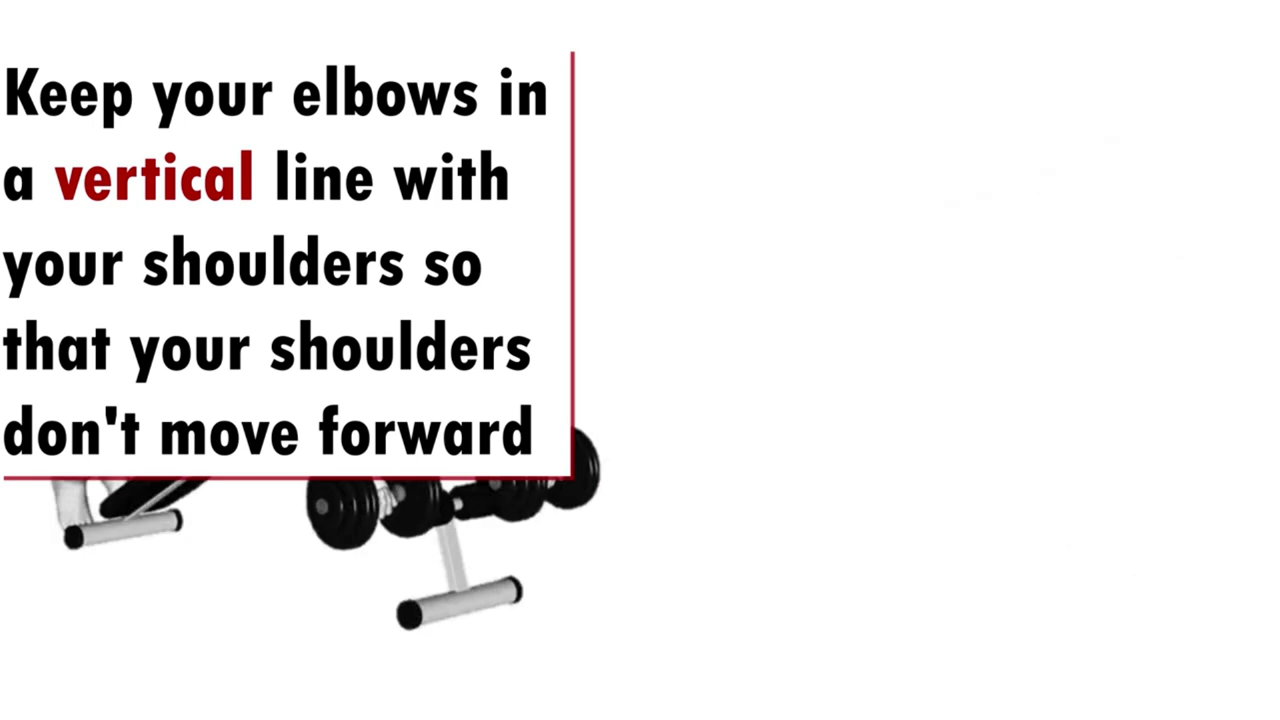 Keep your elbows in
a vertical line with
your shoulders so
that your shoulders
don't move forward